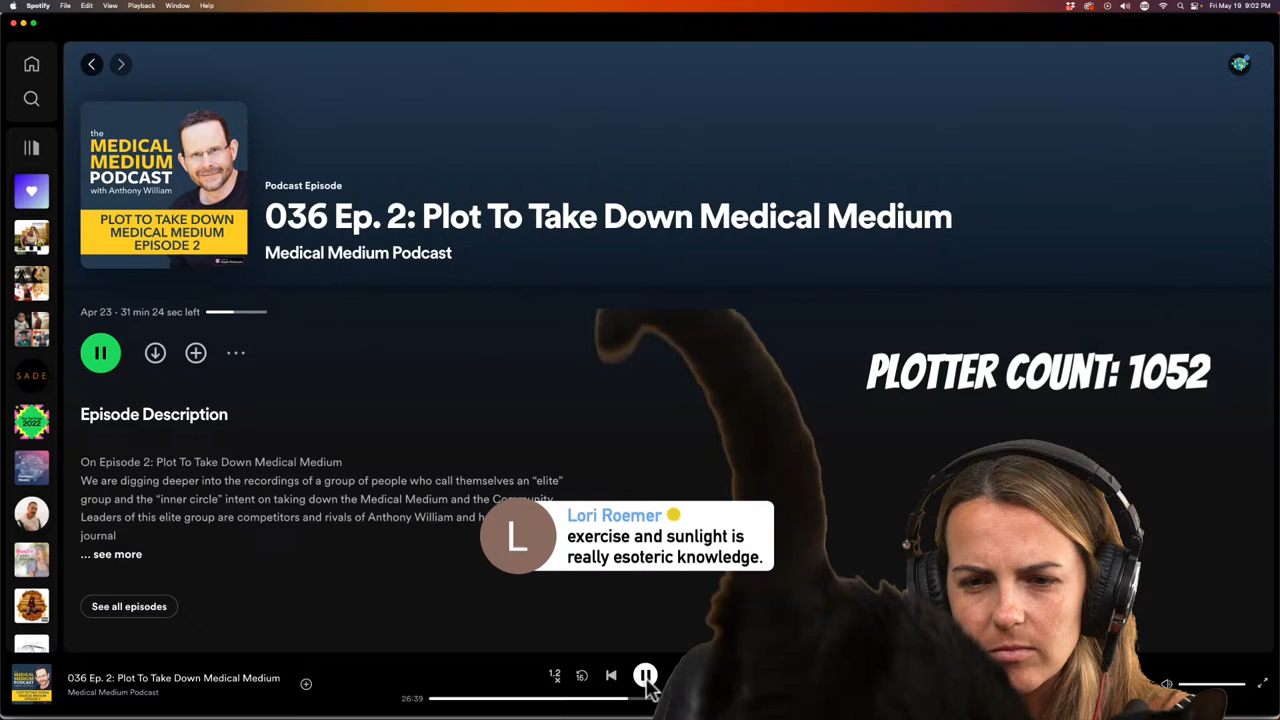 Spotify File Edit View Playback Window Help
Fri May 19 9:02 PM
the
MEDICAL
MEDIUM
PODCAST
with Anthony William
PLOT TO TAKE DOWN
MEDICAL MEDIUM
EPISODE 2
Podcast Episode
036 Ep. 2: Plot To Take Down Medical Medium
Medical Medium Podcast
Apr 23 · 31 min 24 sec left
PLOTTER COUNT: 1052
SADE
Episode Description
On Episode 2: Plot To Take Down Medical Medium
We are digging deeper into the recordings of a group of people who call themselves an “elite”
group and the “inner circle” intent on taking down the Medical Medium and the Community.
Leaders of this elite group are competitors and rivals of Anthony William and
journal
... see more
L
Lori Roemer
exercise and sunlight is
really esoteric knowledge.
See all episodes
036 Ep. 2: Plot To Take Down Medical Medium
Medical Medium Podcast
1.2x
15
26:39